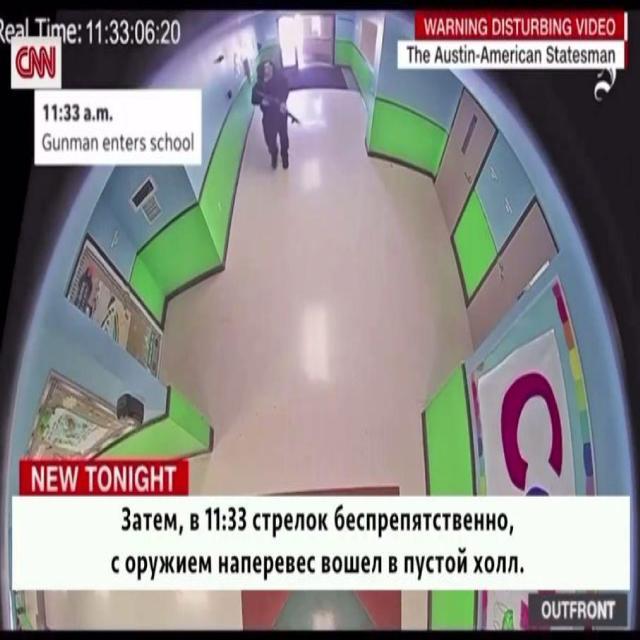 Real Time: 11:33:06:20
WARNING DISTURBING VIDEO
The Austin-American Statesman
CNN
11:33 a.m.
Gunman enters school
NEW TONIGHT
Затем, в 11:33 стрелок беспрепятственно,
с оружием наперевес вошел в пустой холл.
OUTFRONT